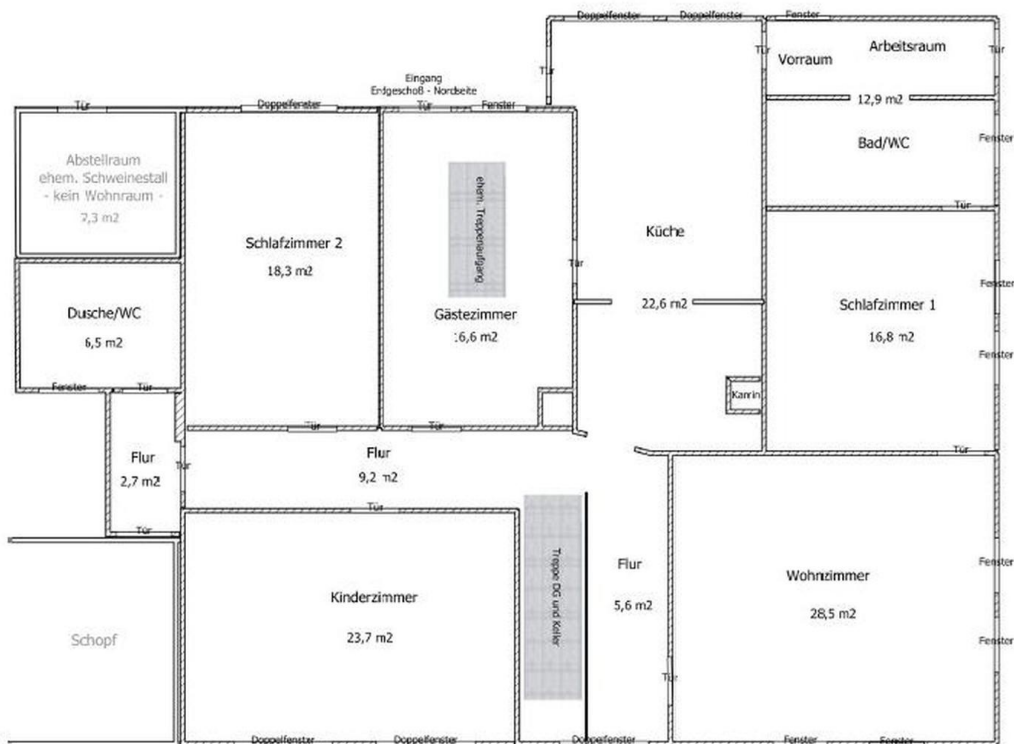 Doppelfenster
Doppelfenster
Fenster
Tür
Vorraum
Arbeitsraum
Tür
Tür
12,9 m2
Bad/WC
Fenster
Tür
Eingang
Erdgeschoß - Nordseite
Tür
Doppelfenster
Tür
Fenster
Abstellraum
ehem. Schweinestall
- kein Wohnraum -
7,3 m2
Schlafzimmer 2
18,3 m2
ehem. Treppenaufgang
Gästezimmer
16,6 m2
Küche
22,6 m2
Tür
Schlafzimmer 1
16,8 m2
Fenster
Fenster
Kamin
Dusche/WC
6,5 m2
Fenster
Tür
Tür
Tür
Flur
2,7 m2
Tür
Tür
Flur
9,2 m2
Tür
Tür
Kinderzimmer
23,7 m2
Treppe DG und Keller
Flur
5,6 m2
Tür
Wohnzimmer
28,5 m2
Fenster
Fenster
Schopf
Doppelfenster
Doppelfenster
Doppelfenster
Fenster
Fenster